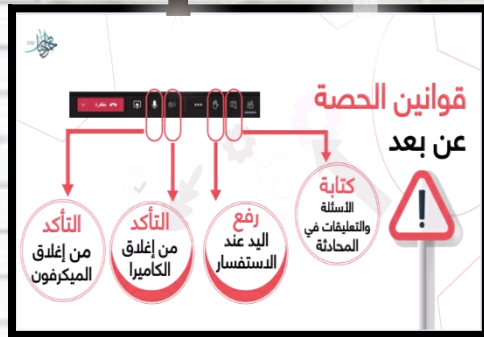 قوانين الحصة
عن بعد
مغادرة
كتابة
الأسئلة
والتعليقات في
المحادثة
رفع
اليد عند
الاستفسار
التأكد
من إغلاق
الكاميرا
التأكد
من إغلاق
الميكرفون